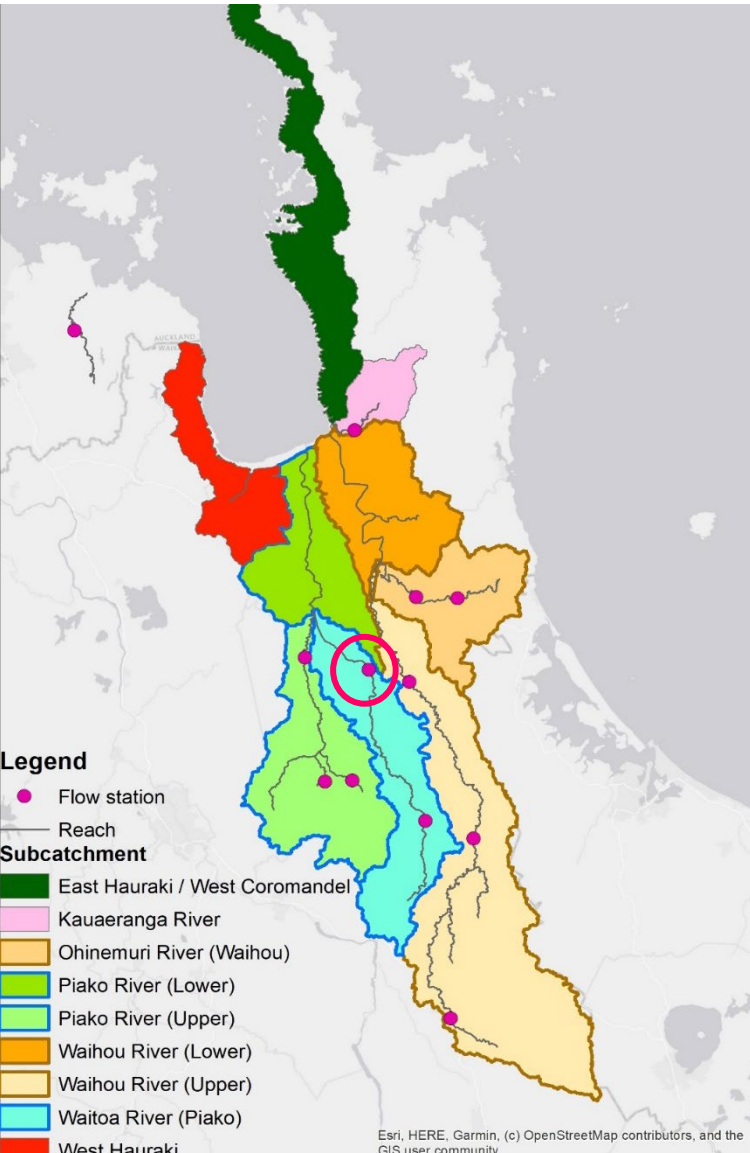 AUCKLAND
WAIK
Legend
Flow station
Reach
Subcatchment
East Hauraki / West Coromandel
Kauaeranga River
Ohinemuri River (Waihou)
Piako River (Lower)
Piako River (Upper)
Waihou River (Lower)
Waihou River (Upper)
Waitoa River (Piako)
West Hauraki
Esri, HERE, Garmin, (c) OpenStreetMap contributors, and the
GIS user community